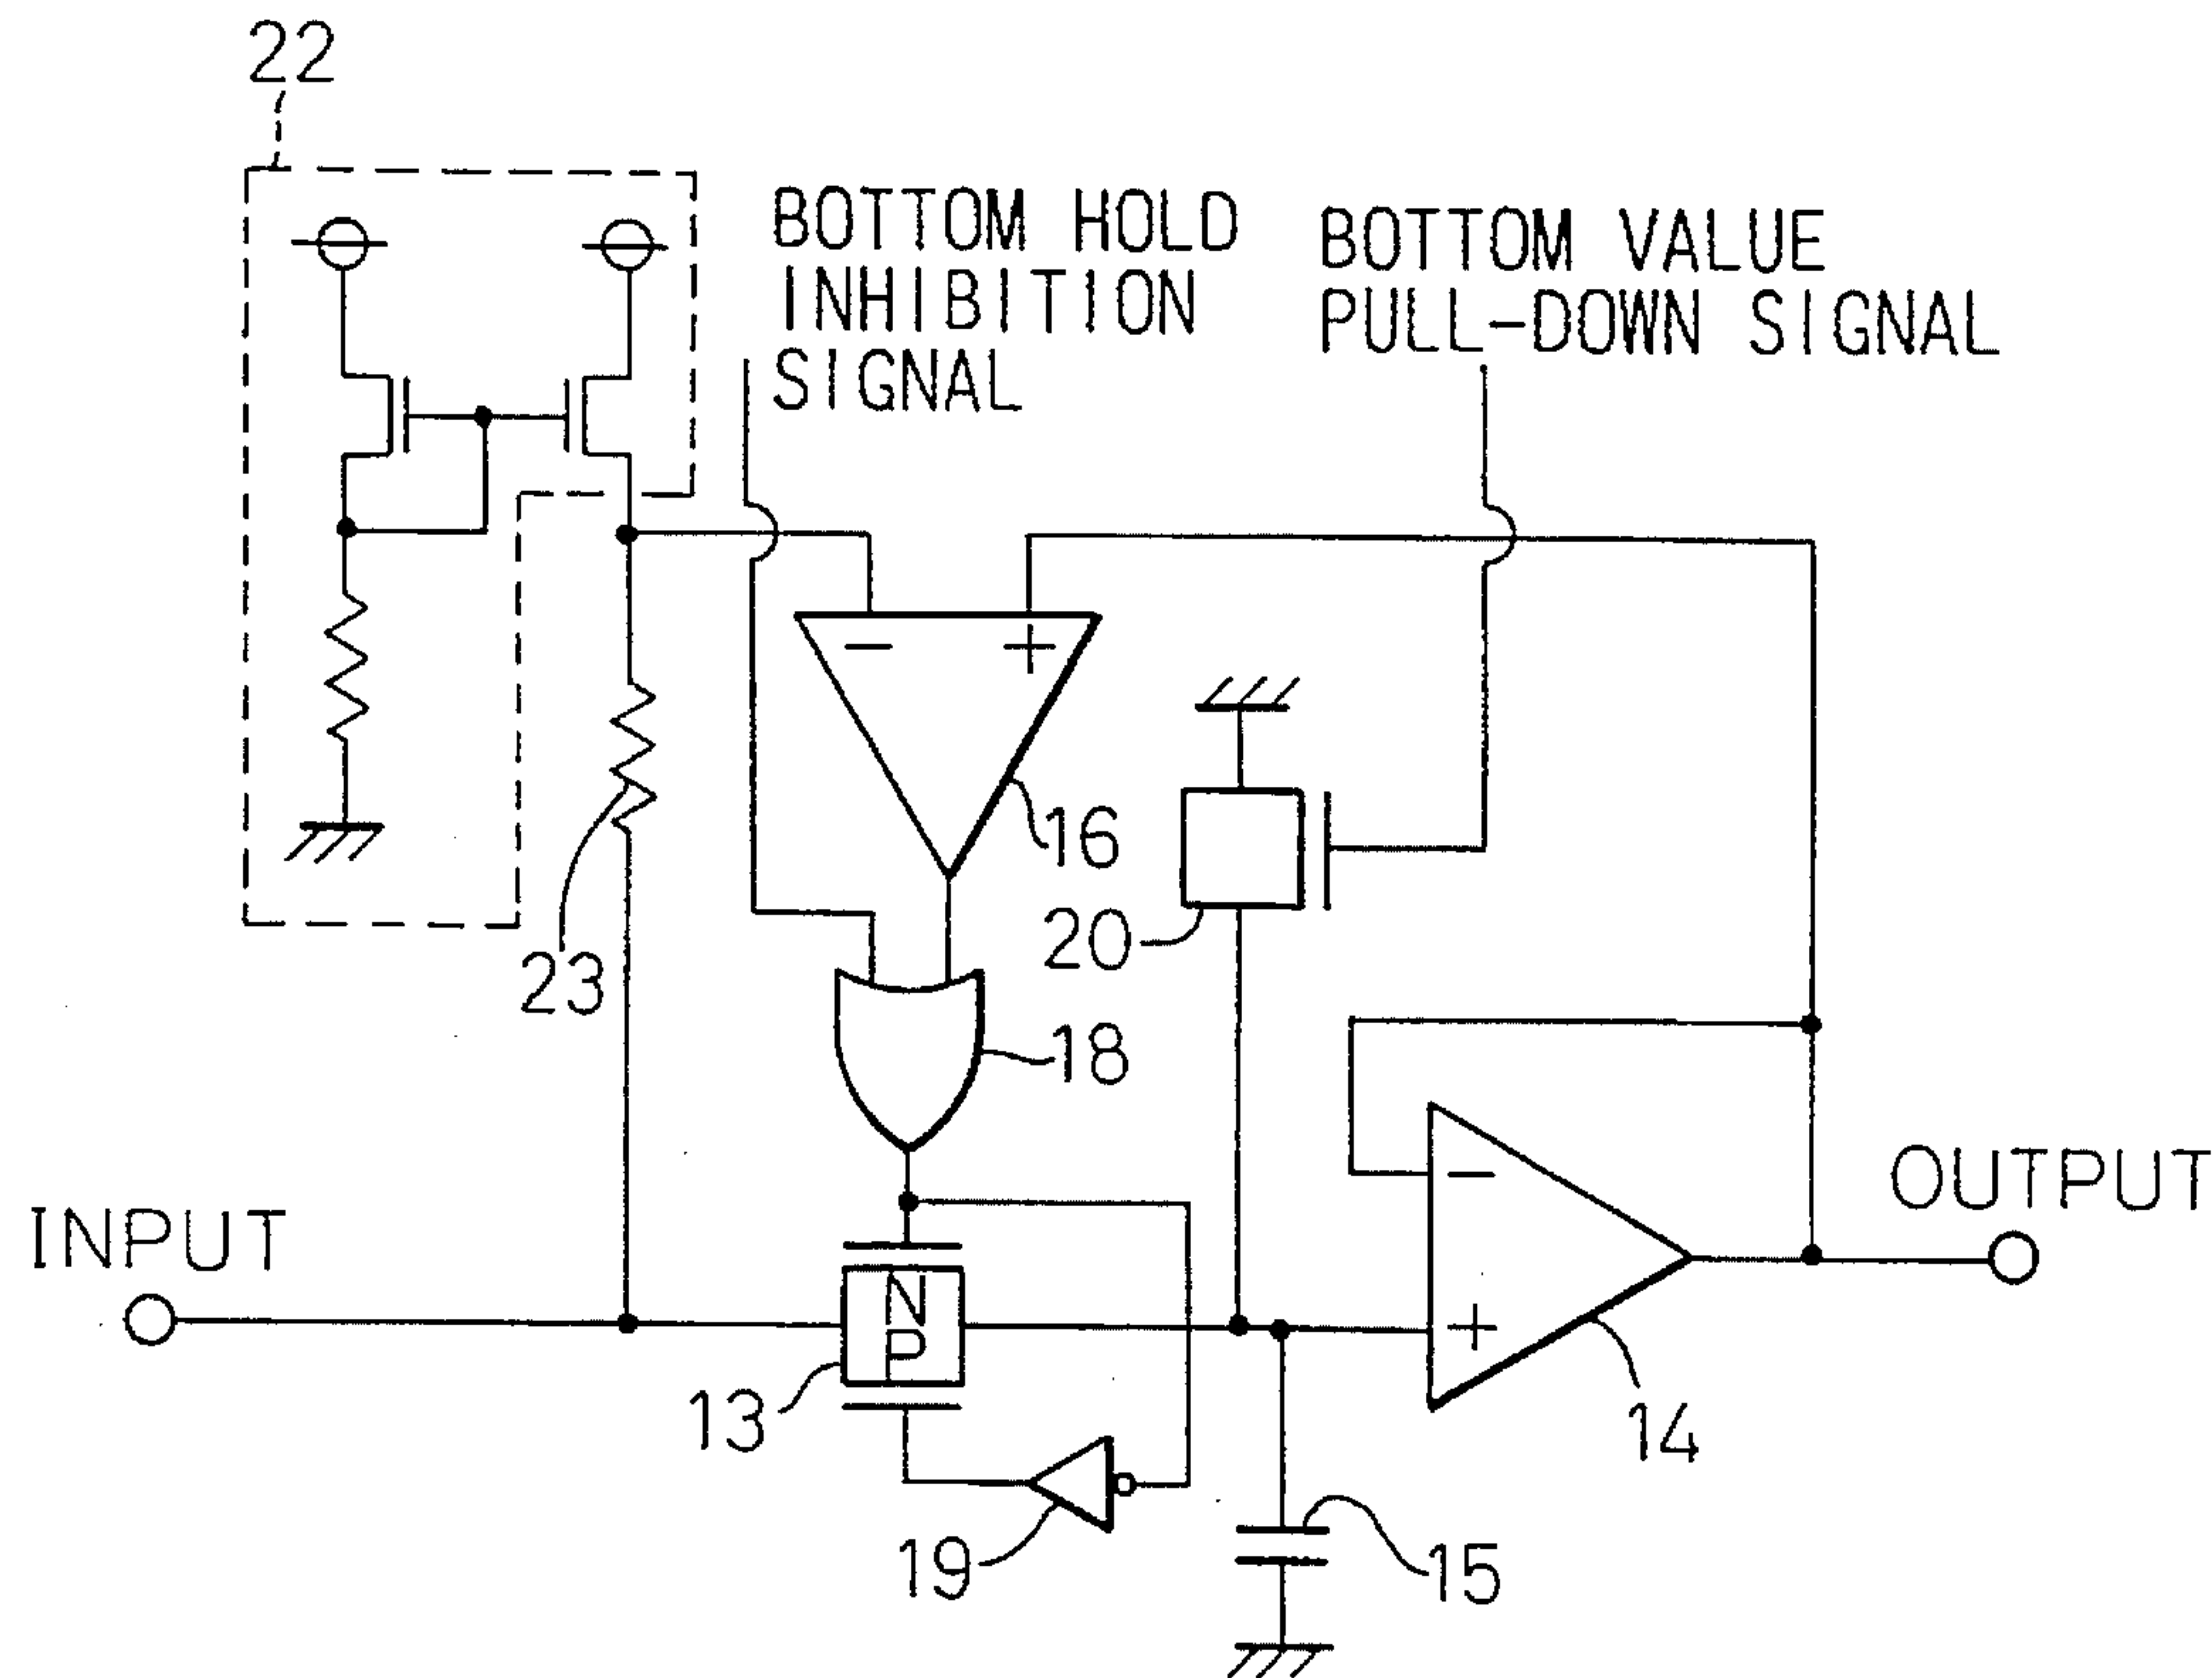 22
BOTTOM HOLD
INHIBITION
SIGNAL
BOTTOM VALUE
PULL-DOWN SIGNAL
- +
16
20
23
18
INPUT
N
P
13
-
+
14
OUTPUT
19
15